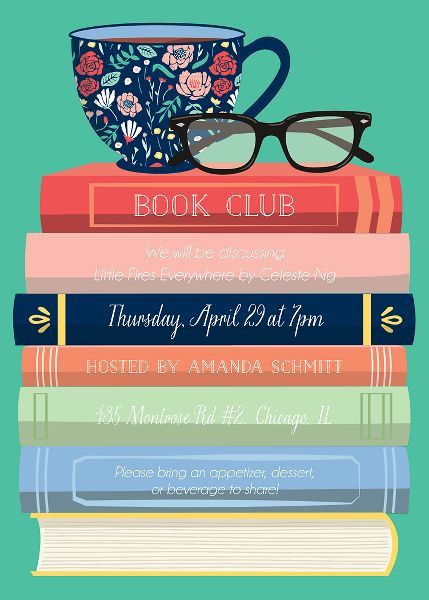 BOOK CLUB
We will be discussing
Little Fires Everywhere by Celeste Ng
Thursday, April 29 at 7pm
HOSTED BY AMANDA SCHMITT
435 Montrose Rd #2, Chicago, IL
Please bring an appetizer, dessert,
or beverage to share!